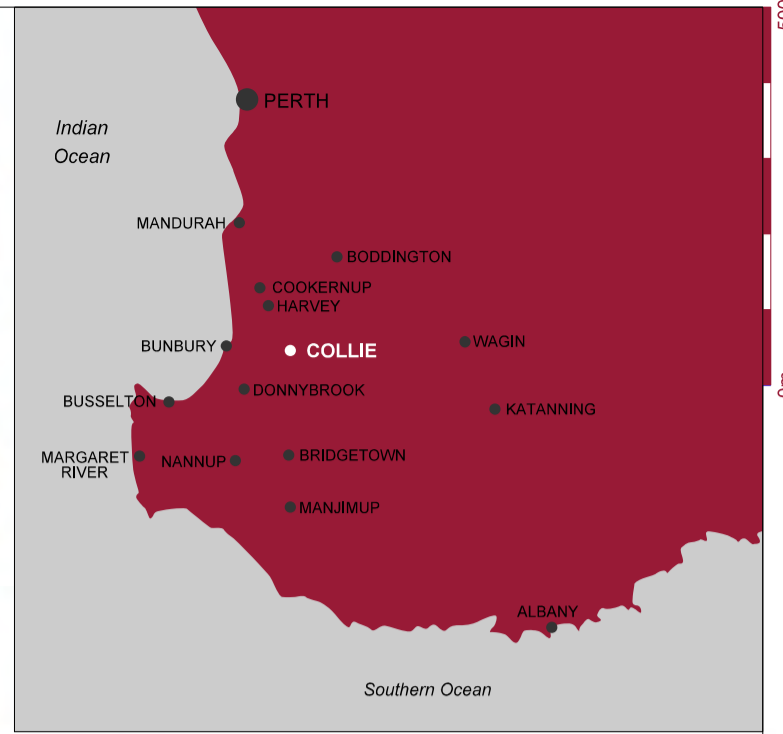 PERTH
Indian
Ocean
MANDURAH
BODDINGTON
COOKERNUP
HARVEY
WAGIN
BUNBURY
COLLIE
DONNYBROOK
BUSSELTON
KATANNING
MARGARET
RIVER
NANNUP
BRIDGETOWN
MANJIMUP
ALBANY
Southern Ocean